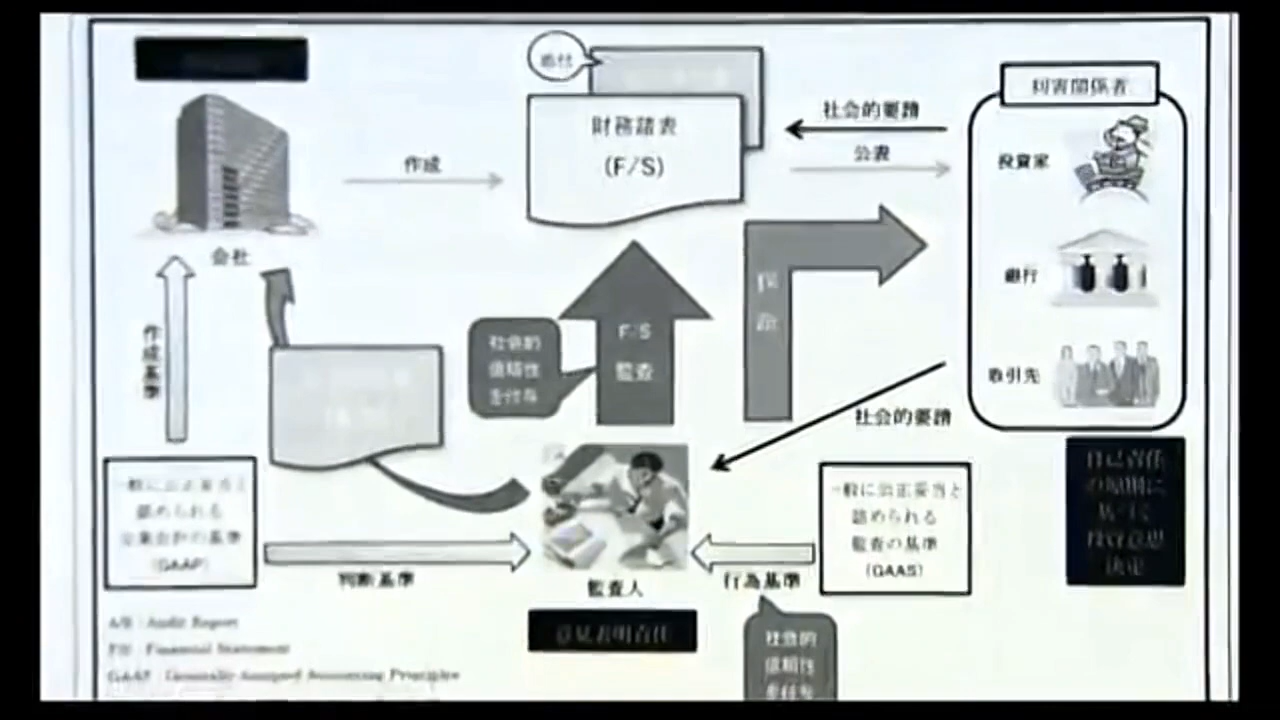 添付
財務諸表
(F/S)
利害関係者
社会的要請
公表
作成
投資家
会社
銀行
作成基準
保証
F/S
監査
社会的
信頼性
を付与
取引先
社会的要請
一般に公正妥当と
認められる
企業会計の基準
(GAAP)
一般に公正妥当と
認められる
監査の基準
(GAAS)
自己責任
の原則に
基づく
投資意思
決定
判断基準
監査人
行為基準
意見表明責任
社会的
信頼性
A/R : Audit Report
F/S : Financial Statement
GAAP : Generally Accepted Accounting Principles